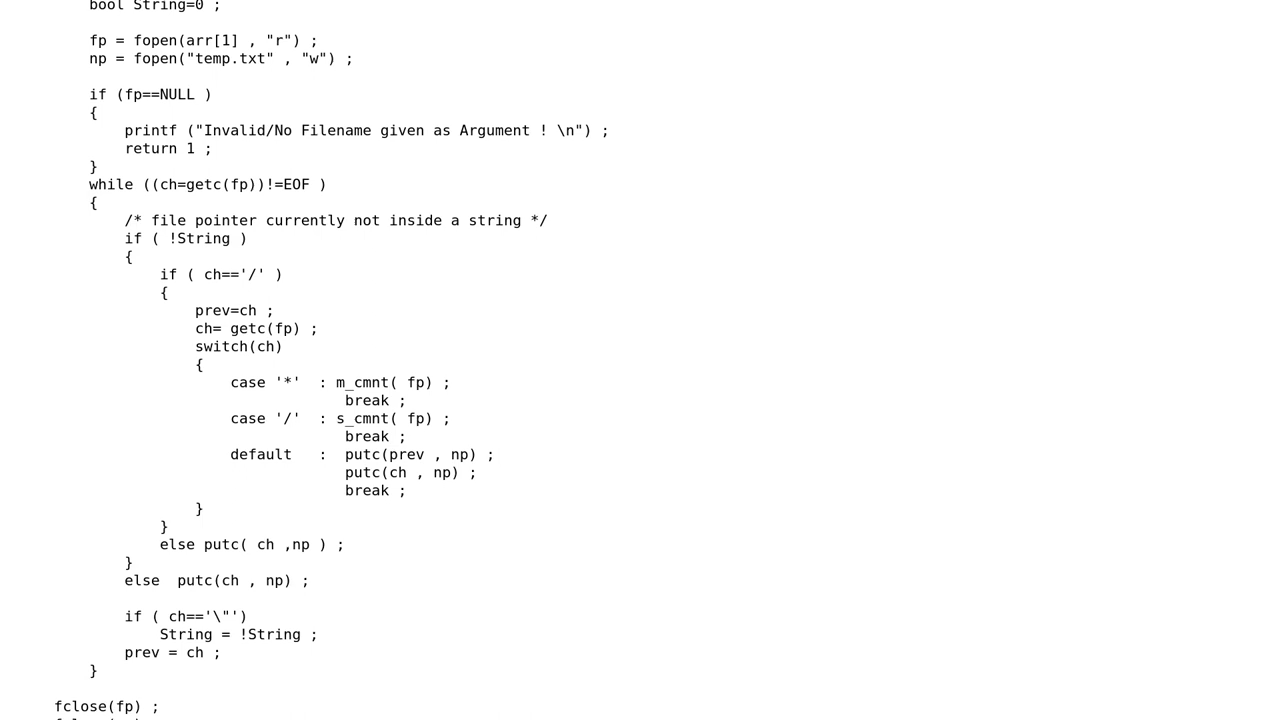 bool String=0 ;
fp = fopen(arr[1] , "r") ;
np = fopen("temp.txt" , "w") ;
if (fp==NULL )
{
printf ("Invalid/No Filename given as Argument ! \n") ;
return 1 ;
}
while ((ch=getc(fp))!=EOF )
{
/* file pointer currently not inside a string */
if ( !String )
{
if ( ch=='/' )
{
prev=ch ;
ch= getc(fp) ;
switch(ch)
{
case '*'  : m_cmnt( fp) ;
break ;
case '/'  : s_cmnt( fp) ;
break ;
default   :  putc(prev , np) ;
putc(ch , np) ;
break ;
}
}
else putc( ch ,np ) ;
}
else  putc(ch , np) ;
if ( ch=='\"')
String = !String ;
prev = ch ;
}
fclose(fp) ;